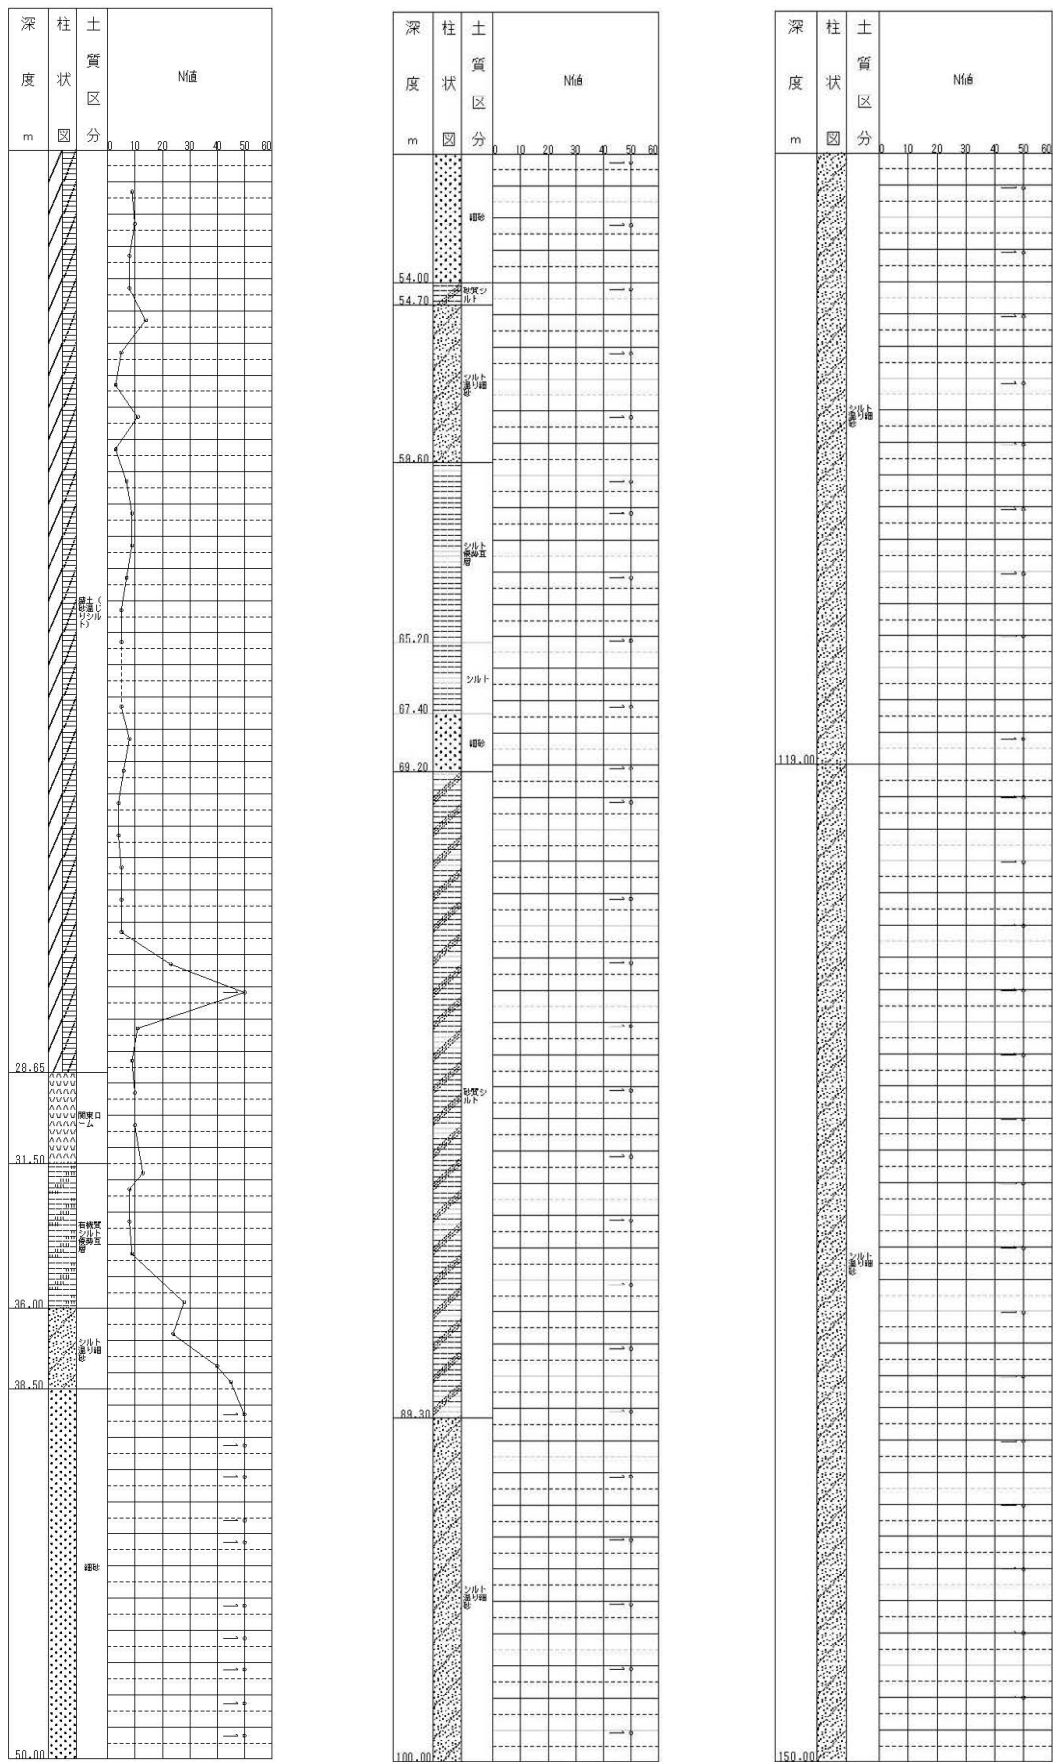 深度m
柱状図
土質区分
N値
0 10 20 30 40 50 60
盛土(
砂混じ
りシル
ト)
28.65
関東ロ
ーム
31.50
有機質
シルト
優勢互
層
36.00
シルト
混り細
砂
38.50
細砂
50.00
深度m
柱状図
土質区分
N値
0 10 20 30 40 50 60
細砂
54.00
砂質シ
ルト
54.70
シルト
混り細
砂
59.60
シルト
優勢互
層
65.20
シルト
67.40
細砂
69.20
砂質シ
ルト
89.30
シルト
混り細
砂
100.00
深度m
柱状図
土質区分
N値
0 10 20 30 40 50 60
シルト
混り細
砂
119.00
シルト
混り細
砂
150.00